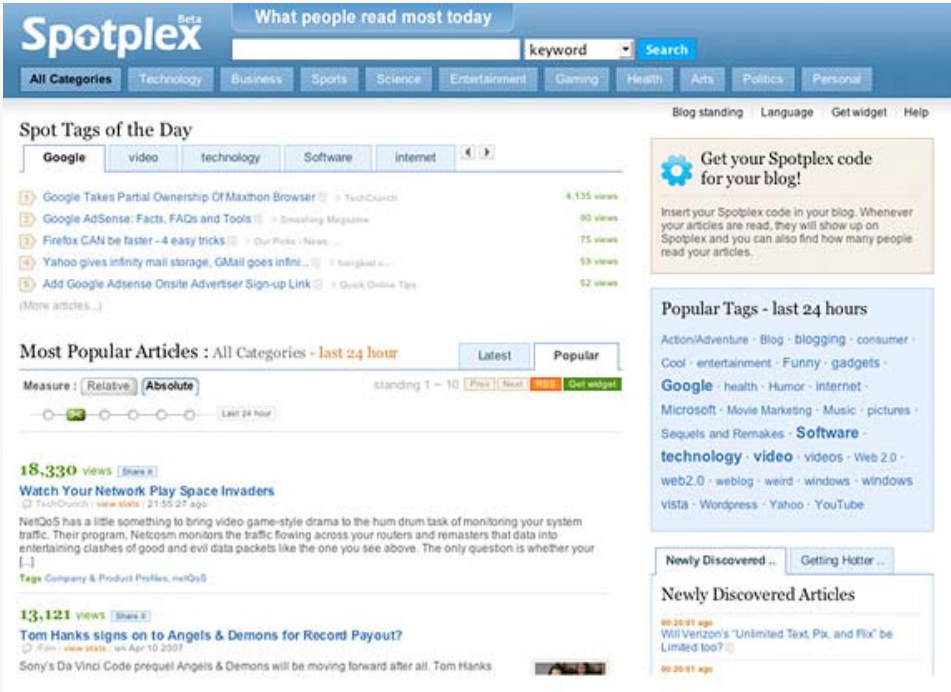 Spotplex Beta
What people read most today
keyword
Search
All Categories Technology Business Sports Science Entertainment Gaming Health Arts Politics Personal
Blog standing Language Get widget Help
Spot Tags of the Day
Google video technology Software internet
1 Google Takes Partial Ownership Of Maxthon Browser > TechCrunch 4,135 views
2 Google AdSense: Facts, FAQs and Tools > Smashing Magazine 90 views
3 Firefox CAN be faster - 4 easy tricks > Our Picks - News ... 75 views
4 Yahoo gives infinity mail storage, GMail goes infini... 59 views
5 Add Google Adsense Onsite Advertiser Sign-up Link > Quick Online Tips 52 views
(More articles...)
Most Popular Articles : All Categories - last 24 hour
Latest Popular
Measure : Relative Absolute
standing 1 - 10 Prev Next RSS Get widget
Last 24 hour
18,330 views Share it
Watch Your Network Play Space Invaders
TechCrunch | view stats | 21:55:27 ago
NetQoS has a little something to bring video game-style drama to the hum drum task of monitoring your system
traffic. Their program, Netcosm monitors the traffic flowing across your routers and remasters that data into
entertaining clashes of good and evil data packets like the one you see above. The only question is whether your
[...]
Tags Company & Product Profiles, netQoS
13,121 views Share it
Tom Hanks signs on to Angels & Demons for Record Payout?
/Film | view stats | on Apr 10 2007
Sony's Da Vinci Code prequel Angels & Demons will be moving forward after all. Tom Hanks
Get your Spotplex code
for your blog!
Insert your Spotplex code in your blog. Whenever
your articles are read, they will show up on
Spotplex and you can also find how many people
read your articles.
Popular Tags - last 24 hours
Action/Adventure · Blog · blogging · consumer ·
Cool · entertainment · Funny · gadgets ·
Google · health · Humor · internet ·
Microsoft · Movie Marketing · Music · pictures ·
Sequels and Remakes · Software ·
technology · video · videos · Web 2.0 ·
web2.0 · weblog · weird · windows · windows
vista · Wordpress · Yahoo · YouTube
Newly Discovered .. Getting Hotter ..
Newly Discovered Articles
00:20:01 ago
Will Verizon's "Unlimited Text, Pix, and Flix" be
Limited too?
00:20:01 ago